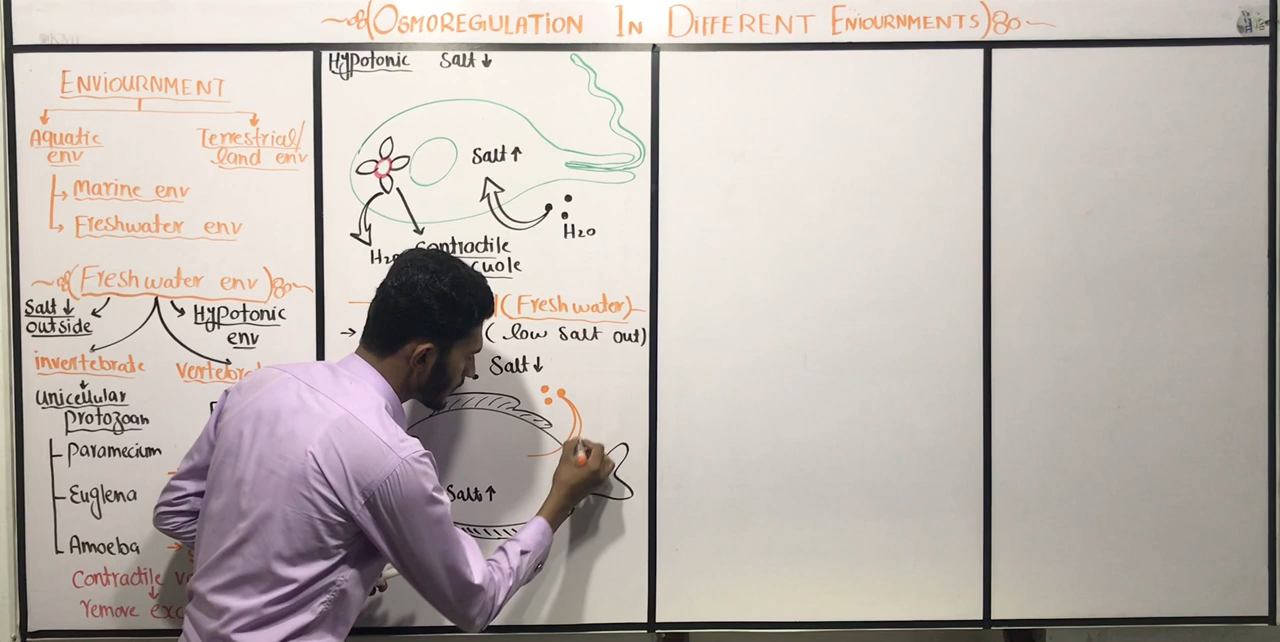 (OSMOREGULATION IN DIFFERENT ENIOURNMENTS)
ENVIOURNMENT
Aquatic
env
Terrestrial/
land env
Marine env
Freshwater env
(Freshwater env)
Salt ↓
outside
Hypotonic
env
invertebrate
vertebra
unicellular
protozoan
Paramecium
Euglena
Amoeba
Contractile
remove
Hypotonic Salt ↓
Salt ↑
H2O
H2
Contractile
(Freshwater)
( low Salt out)
Salt ↓
Salt ↑